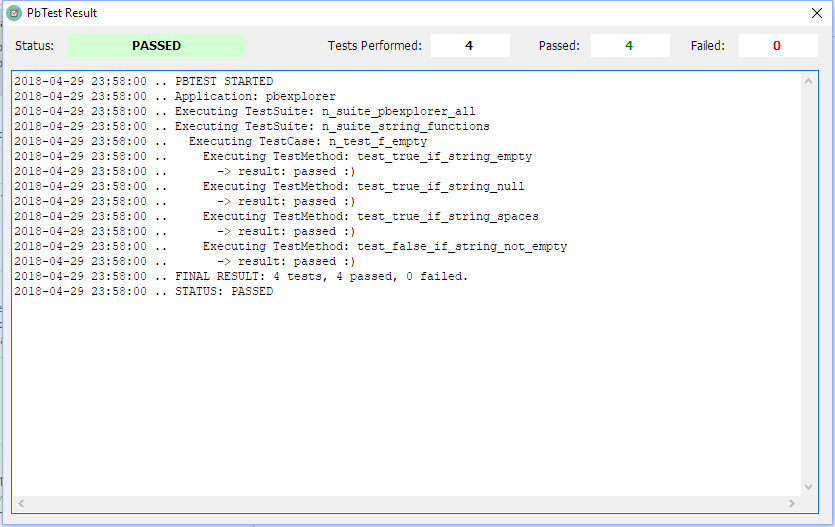 PbTest Result
Status: PASSED Tests Performed: 4 Passed: 4 Failed: 0
2018-04-29 23:58:00 .. PBTEST STARTED
2018-04-29 23:58:00 .. Application: pbexplorer
2018-04-29 23:58:00 .. Executing TestSuite: n_suite_pbexplorer_all
2018-04-29 23:58:00 .. Executing TestSuite: n_suite_string_functions
2018-04-29 23:58:00 ..   Executing TestCase: n_test_f_empty
2018-04-29 23:58:00 ..     Executing TestMethod: test_true_if_string_empty
2018-04-29 23:58:00 ..       -> result: passed :)
2018-04-29 23:58:00 ..     Executing TestMethod: test_true_if_string_null
2018-04-29 23:58:00 ..       -> result: passed :)
2018-04-29 23:58:00 ..     Executing TestMethod: test_true_if_string_spaces
2018-04-29 23:58:00 ..       -> result: passed :)
2018-04-29 23:58:00 ..     Executing TestMethod: test_false_if_string_not_empty
2018-04-29 23:58:00 ..       -> result: passed :)
2018-04-29 23:58:00 .. FINAL RESULT: 4 tests, 4 passed, 0 failed.
2018-04-29 23:58:00 .. STATUS: PASSED